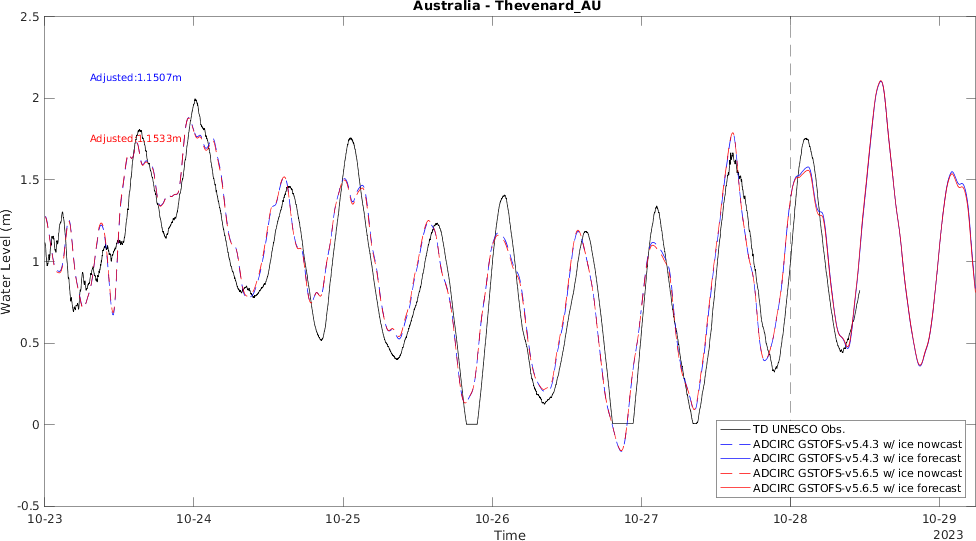 Australia - Thevenard_AU
2.5
2
1.5
1
0.5
0
-0.5
Water Level (m)
Adjusted:1.1507m
Adjusted:1.1533m
TD UNESCO Obs.
ADCIRC GSTOFS-v5.4.3 w/ ice nowcast
ADCIRC GSTOFS-v5.4.3 w/ ice forecast
ADCIRC GSTOFS-v5.6.5 w/ ice nowcast
ADCIRC GSTOFS-v5.6.5 w/ ice forecast
10-23 10-24 10-25 10-26 10-27 10-28 10-29
2023
Time